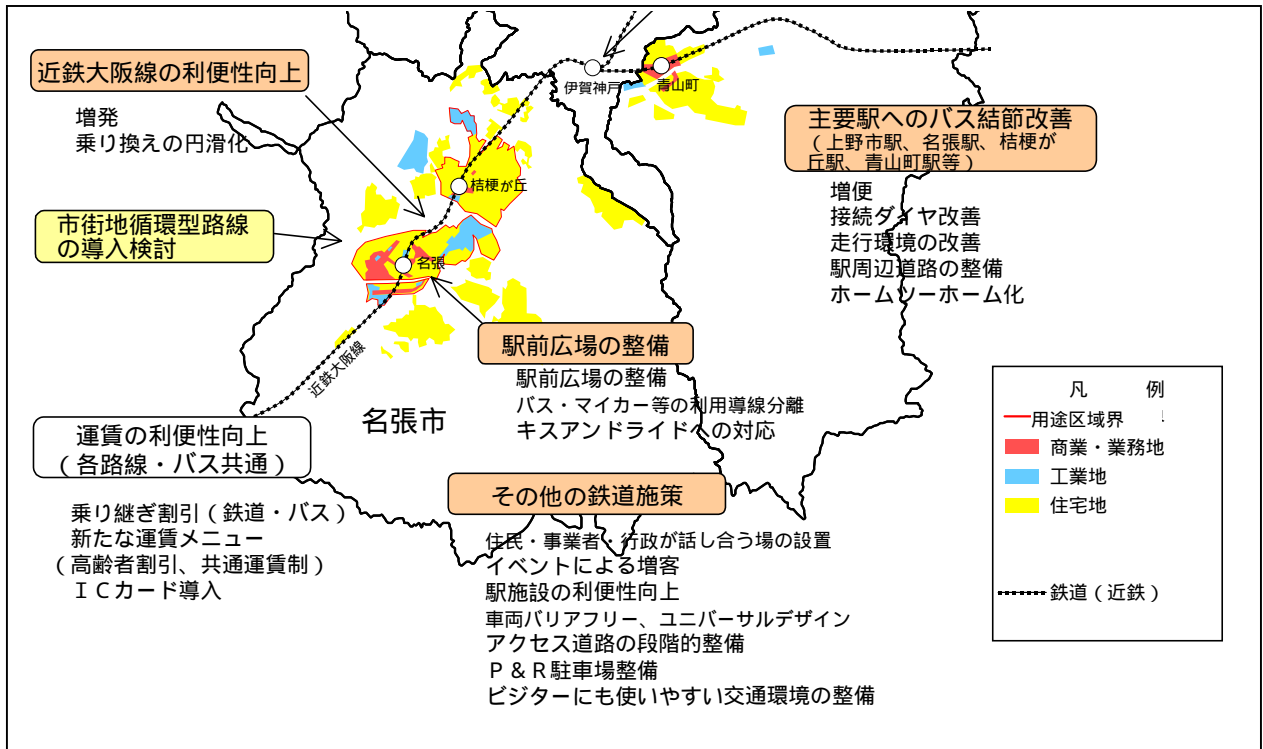 近鉄大阪線の利便性向上
増発
乗り換えの円滑化
市街地循環型路線
の導入検討
伊賀神戸
青山町
桔梗が丘
名張
近鉄大阪線
名張市
主要駅へのバス結節改善
(上野市駅、名張駅、桔梗が
丘駅、青山町駅等)
増便
接続ダイヤ改善
走行環境の改善
駅周辺道路の整備
ホームツーホーム化
駅前広場の整備
駅前広場の整備
バス・マイカー等の利用導線分離
キスアンドライドへの対応
運賃の利便性向上
(各路線・バス共通)
乗り継ぎ割引(鉄道・バス)
新たな運賃メニュー
(高齢者割引、共通運賃制)
ICカード導入
その他の鉄道施策
住民・事業者・行政が話し合う場の設置
イベントによる増客
駅施設の利便性向上
車両バリアフリー、ユニバーサルデザイン
アクセス道路の段階的整備
P&R駐車場整備
ビジターにも使いやすい交通環境の整備
凡 例
用途区域界
商業・業務地
工業地
住宅地
鉄道(近鉄)